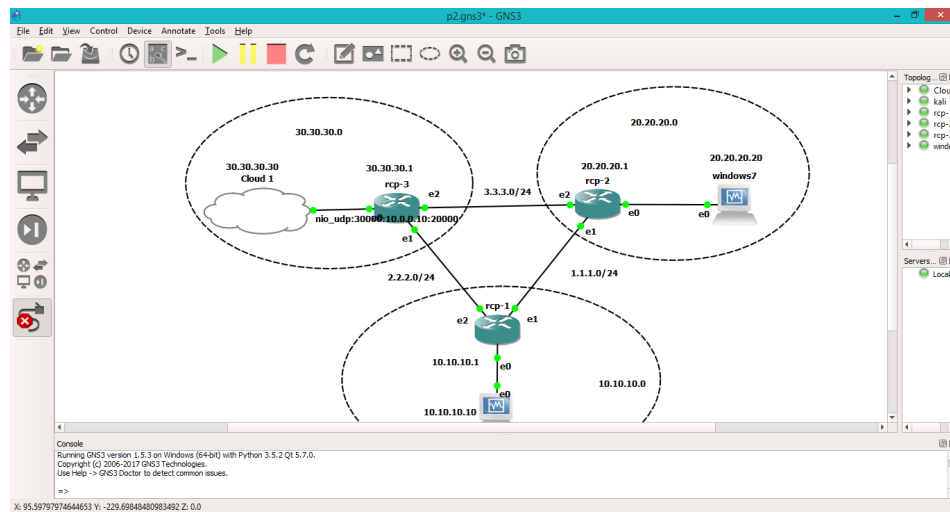 p2.gns3* - GNS3
File Edit View Control Device Annotate Tools Help
Topolog...
Clou
kali
rcp-
rcp-
rcp-
wind
Servers...
Local
30.30.30.0
30.30.30.30
Cloud 1
30.30.30.1
rcp-3
e2
nio_udp:30000:10.0.0.10:20000
e1
3.3.3.0/24
20.20.20.0
20.20.20.1
rcp-2
e2
e0
e1
20.20.20.20
windows7
e0
2.2.2.0/24
1.1.1.0/24
rcp-1
e2
e1
10.10.10.1
e0
10.10.10.0
e0
10.10.10.10
Console
Running GNS3 version 1.5.3 on Windows (64-bit) with Python 3.5.2 Qt 5.7.0.
Copyright (c) 2006-2017 GNS3 Technologies.
Use Help -> GNS3 Doctor to detect common issues.
=>
X: 95.59797974644653 Y: -229.69848480983492 Z: 0.0